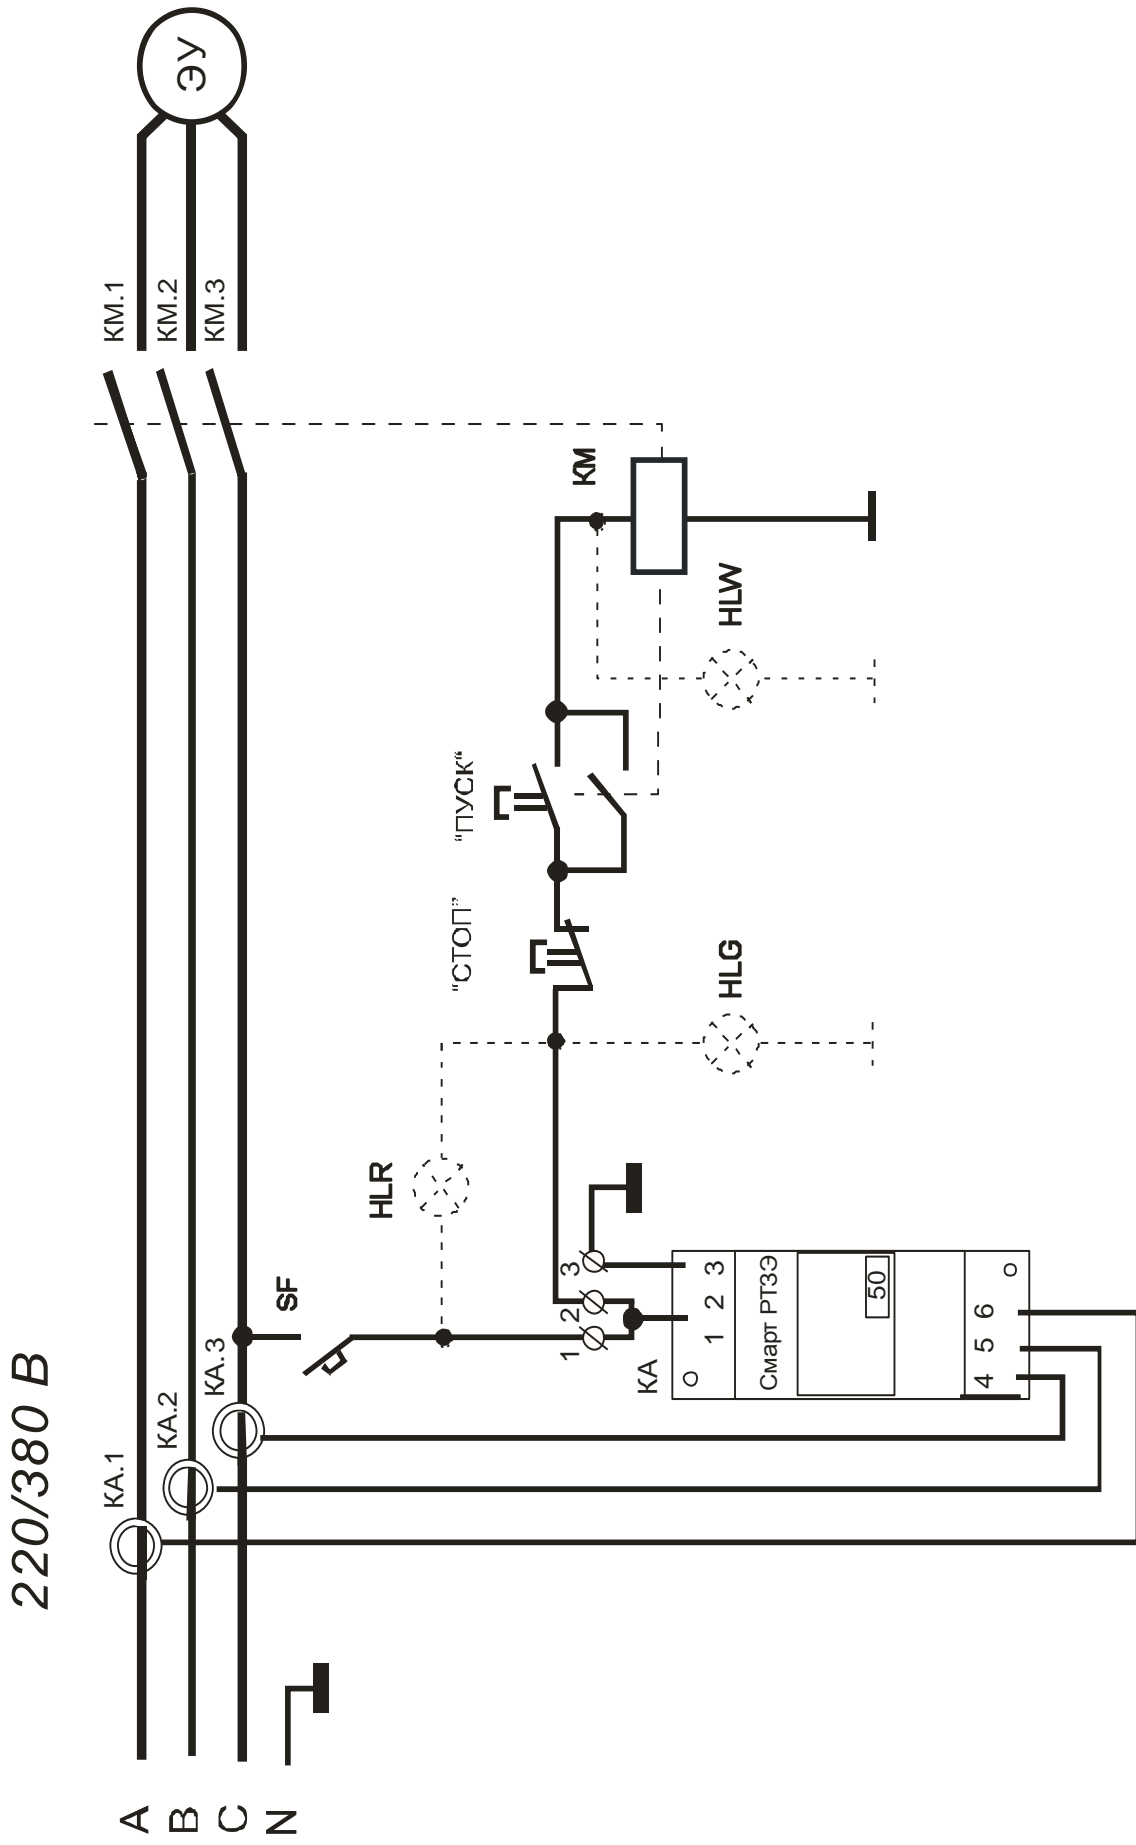 220/380 В
A
B
C
N
КА.1
КА.2
КА.3
КМ.1
КМ.2
КМ.3
ЭУ
SF
HLR
"СТОП"
“ПУСК“
КМ
HLW
HLG
КА
1
2
3
1 2 3
Смарт РТЗЭ
50
4 5 6